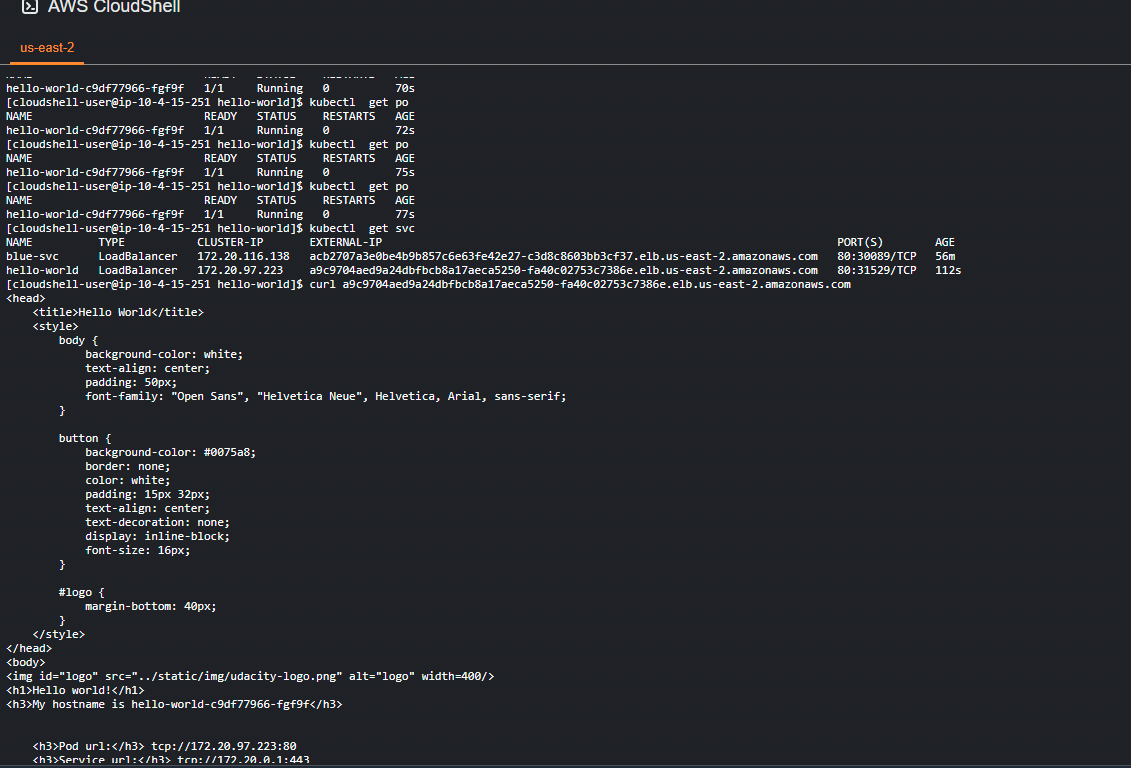 AWS CloudShell
us-east-2
hello-world-c9df77966-fgf9f   1/1     Running   0          70s
[cloudshell-user@ip-10-4-15-251 hello-world]$ kubectl  get po
NAME                          READY   STATUS    RESTARTS   AGE
hello-world-c9df77966-fgf9f   1/1     Running   0          72s
[cloudshell-user@ip-10-4-15-251 hello-world]$ kubectl  get po
NAME                          READY   STATUS    RESTARTS   AGE
hello-world-c9df77966-fgf9f   1/1     Running   0          75s
[cloudshell-user@ip-10-4-15-251 hello-world]$ kubectl  get po
NAME                          READY   STATUS    RESTARTS   AGE
hello-world-c9df77966-fgf9f   1/1     Running   0          77s
[cloudshell-user@ip-10-4-15-251 hello-world]$ kubectl  get svc
NAME          TYPE           CLUSTER-IP       EXTERNAL-IP                                                                     PORT(S)        AGE
blue-svc      LoadBalancer   172.20.116.138   acb2707a3e0be4b9b857c6e63fe42e27-c3d8c8603bb3cf37.elb.us-east-2.amazonaws.com   80:30089/TCP   56m
hello-world   LoadBalancer   172.20.97.223    a9c9704aed9a24dbfbcb8a17aeca5250-fa40c02753c7386e.elb.us-east-2.amazonaws.com   80:31529/TCP   112s
[cloudshell-user@ip-10-4-15-251 hello-world]$ curl a9c9704aed9a24dbfbcb8a17aeca5250-fa40c02753c7386e.elb.us-east-2.amazonaws.com
<head>
    <title>Hello World</title>
    <style>
        body {
            background-color: white;
            text-align: center;
            padding: 50px;
            font-family: "Open Sans", "Helvetica Neue", Helvetica, Arial, sans-serif;
        }
        button {
            background-color: #0075a8;
            border: none;
            color: white;
            padding: 15px 32px;
            text-align: center;
            text-decoration: none;
            display: inline-block;
            font-size: 16px;
        }
        #logo {
            margin-bottom: 40px;
        }
    </style>
</head>
<body>
<img id="logo" src="../static/img/udacity-logo.png" alt="logo" width=400/>
<h1>Hello world!</h1>
<h3>My hostname is hello-world-c9df77966-fgf9f</h3>
    <h3>Pod url:</h3> tcp://172.20.97.223:80
    <h3>Service url:</h3> tcp://172.20.0.1:443